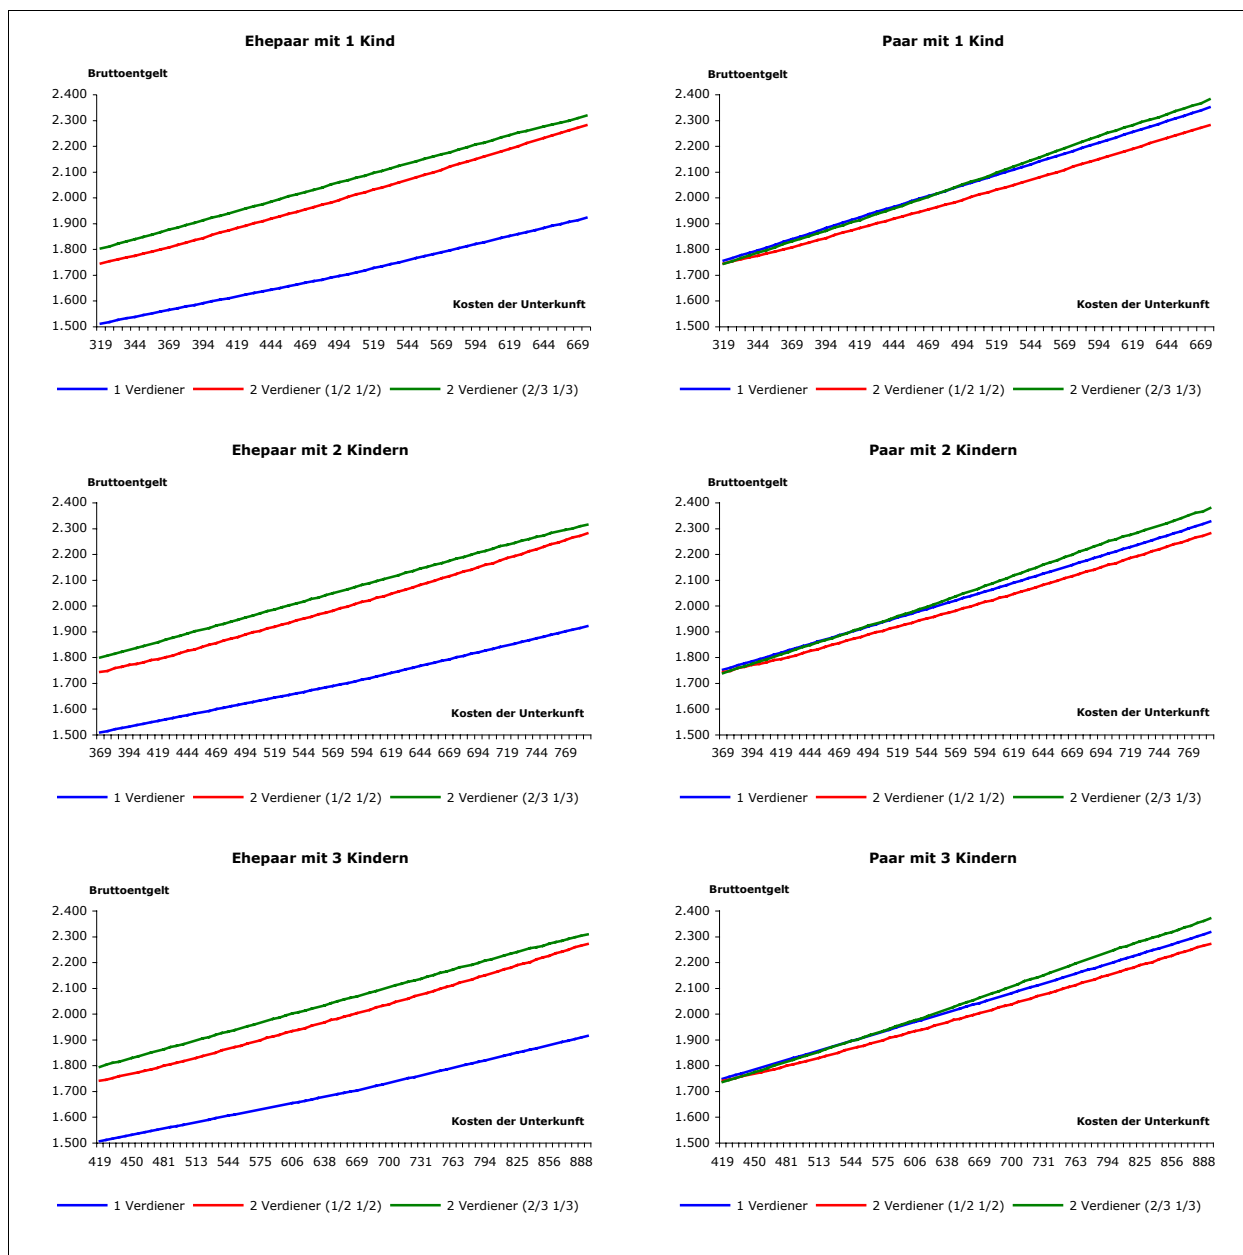 Ehepaar mit 1 Kind
Bruttoentgelt
2.400
2.300
2.200
2.100
2.000
1.900
1.800
1.700
1.600
1.500
Kosten der Unterkunft
319 344 369 394 419 444 469 494 519 544 569 594 619 644 669
1 Verdiener 2 Verdiener (1/2 1/2) 2 Verdiener (2/3 1/3)
Paar mit 1 Kind
Bruttoentgelt
2.400
2.300
2.200
2.100
2.000
1.900
1.800
1.700
1.600
1.500
Kosten der Unterkunft
319 344 369 394 419 444 469 494 519 544 569 594 619 644 669
1 Verdiener 2 Verdiener (1/2 1/2) 2 Verdiener (2/3 1/3)
Ehepaar mit 2 Kindern
Bruttoentgelt
2.400
2.300
2.200
2.100
2.000
1.900
1.800
1.700
1.600
1.500
Kosten der Unterkunft
369 394 419 444 469 494 519 544 569 594 619 644 669 694 719 744 769
1 Verdiener 2 Verdiener (1/2 1/2) 2 Verdiener (2/3 1/3)
Paar mit 2 Kindern
Bruttoentgelt
2.400
2.300
2.200
2.100
2.000
1.900
1.800
1.700
1.600
1.500
Kosten der Unterkunft
369 394 419 444 469 494 519 544 569 594 619 644 669 694 719 744 769
1 Verdiener 2 Verdiener (1/2 1/2) 2 Verdiener (2/3 1/3)
Ehepaar mit 3 Kindern
Bruttoentgelt
2.400
2.300
2.200
2.100
2.000
1.900
1.800
1.700
1.600
1.500
Kosten der Unterkunft
419 450 481 513 544 575 606 638 669 700 731 763 794 825 856 888
1 Verdiener 2 Verdiener (1/2 1/2) 2 Verdiener (2/3 1/3)
Paar mit 3 Kindern
Bruttoentgelt
2.400
2.300
2.200
2.100
2.000
1.900
1.800
1.700
1.600
1.500
Kosten der Unterkunft
419 450 481 513 544 575 606 638 669 700 731 763 794 825 856 888
1 Verdiener 2 Verdiener (1/2 1/2) 2 Verdiener (2/3 1/3)